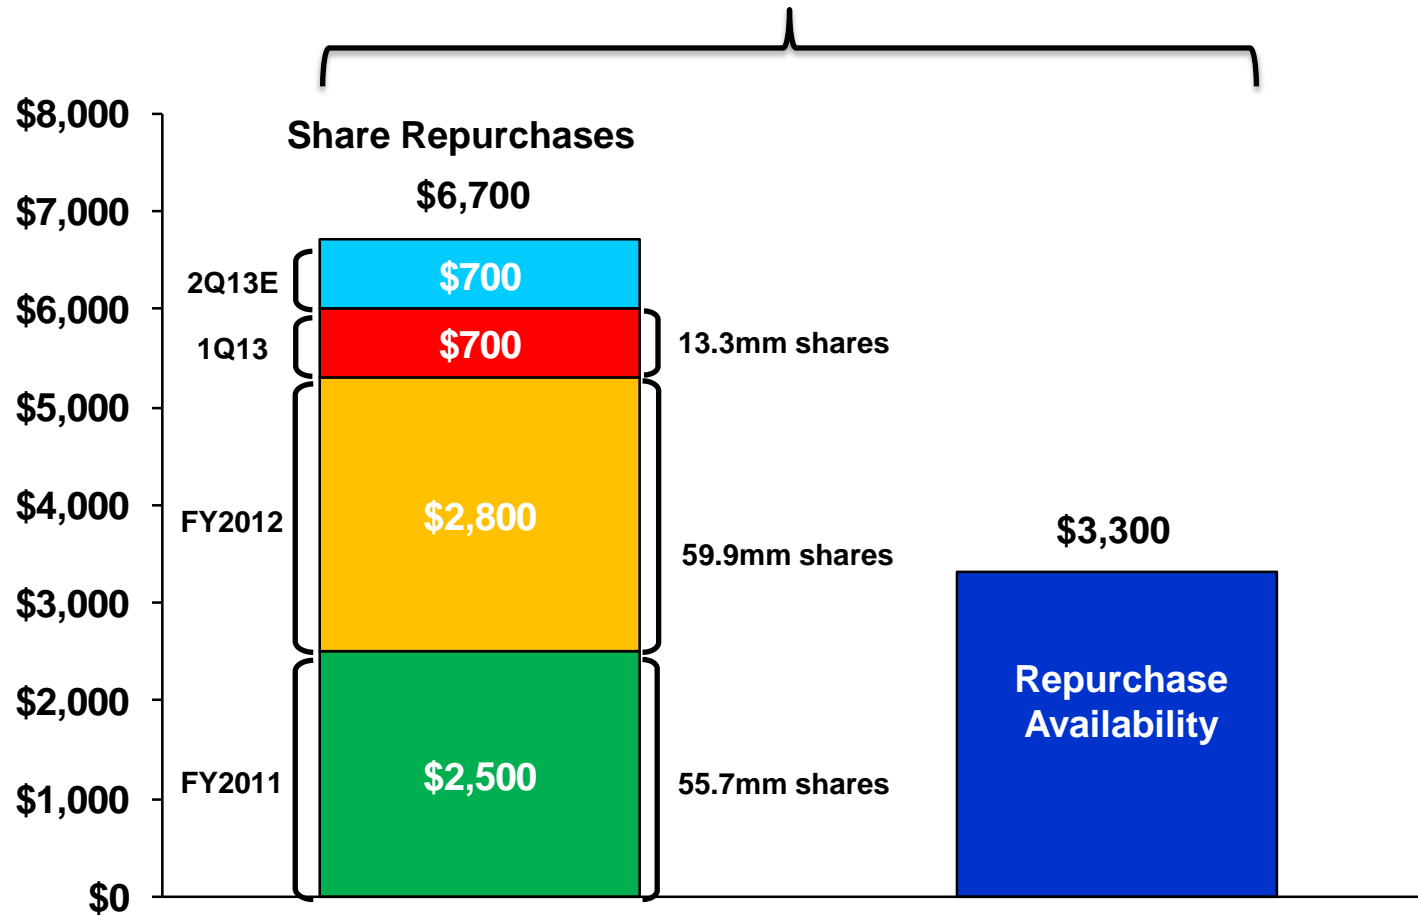 $8,000
Share Repurchases
$6,700
$7,000
2Q13E
$700
$6,000
1Q13
$700
13.3mm shares
$5,000
$4,000
FY2012
$2,800
59.9mm shares
$3,300
$3,000
$2,000
Repurchase
Availability
FY2011
$2,500
55.7mm shares
$1,000
$0